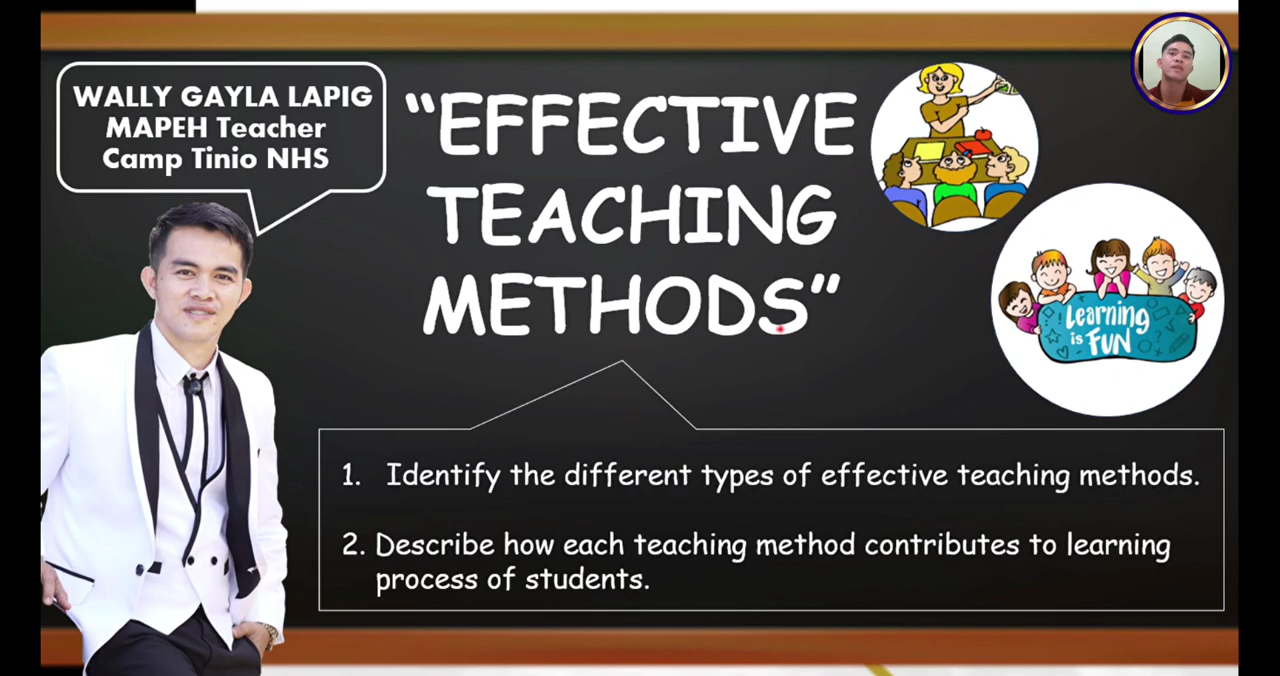 WALLY GAYLA LAPIG
MAPEH Teacher
Camp Tinio NHS
“EFFECTIVE
TEACHING
METHODS”
Learning
is FUN
1. Identify the different types of effective teaching methods.
2. Describe how each teaching method contributes to learning
process of students.